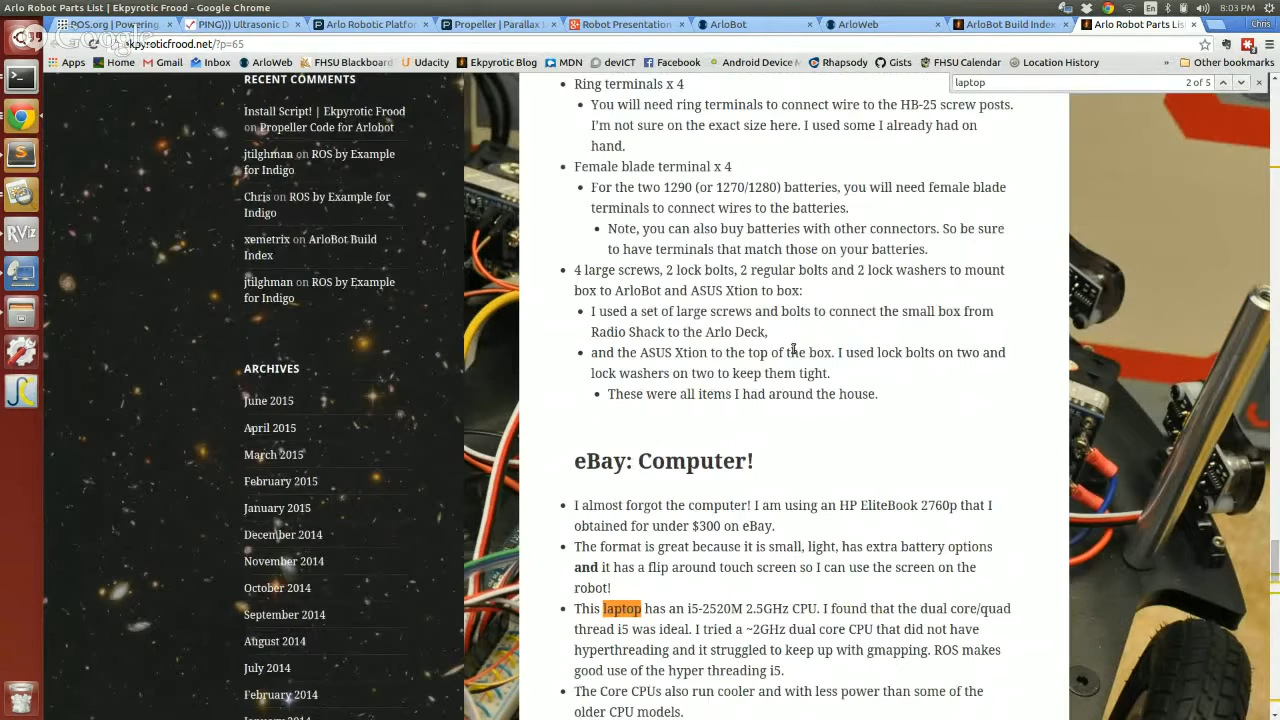 Arlo Robot Parts List - Ekpyrotic Frood - Google Chrome
En
8:03 PM
ROS.org | Powering
PING))) Ultrasonic D
Arlo Robotic Platfor
Propeller | Parallax I
Robot Presentation
ArloBot
ArloWeb
ArloBot Build Index
Arlo Robot Parts Lis
Chris
Google
ekpyroticfrood.net/?p=65
Apps
Home
Gmail
Inbox
ArloWeb
FHSU Blackboard
Udacity
Ekpyrotic Blog
MDN
devICT
Facebook
Android Device M
Rhapsody
Gists
FHSU Calendar
Location History
»
Other bookmarks
laptop
2 of 5
RECENT COMMENTS
Install Script! | Ekpyrotic Frood
on Propeller Code for Arlobot
jtilghman on ROS by Example
for Indigo
Chris on ROS by Example for
Indigo
xemetrix on ArloBot Build
Index
jtilghman on ROS by Example
for Indigo
ARCHIVES
June 2015
April 2015
March 2015
February 2015
January 2015
December 2014
November 2014
October 2014
September 2014
August 2014
July 2014
February 2014
Ring terminals x 4
You will need ring terminals to connect wire to the HB-25 screw posts.
I'm not sure on the exact size here. I used some I already had on
hand.
Female blade terminal x 4
For the two 1290 (or 1270/1280) batteries, you will need female blade
terminals to connect wires to the batteries.
Note, you can also buy batteries with other connectors. So be sure
to have terminals that match those on your batteries.
4 large screws, 2 lock bolts, 2 regular bolts and 2 lock washers to mount
box to ArloBot and ASUS Xtion to box:
I used a set of large screws and bolts to connect the small box from
Radio Shack to the Arlo Deck,
and the ASUS Xtion to the top of the box. I used lock bolts on two and
lock washers on two to keep them tight.
These were all items I had around the house.
eBay: Computer!
I almost forgot the computer! I am using an HP EliteBook 2760p that I
obtained for under $300 on eBay.
The format is great because it is small, light, has extra battery options
and it has a flip around touch screen so I can use the screen on the
robot!
This laptop has an i5-2520M 2.5GHz CPU. I found that the dual core/quad
thread i5 was ideal. I tried a ~2GHz dual core CPU that did not have
hyperthreading and it struggled to keep up with gmapping. ROS makes
good use of the hyper threading i5.
The Core CPUs also run cooler and with less power than some of the
older CPU models.
RViz